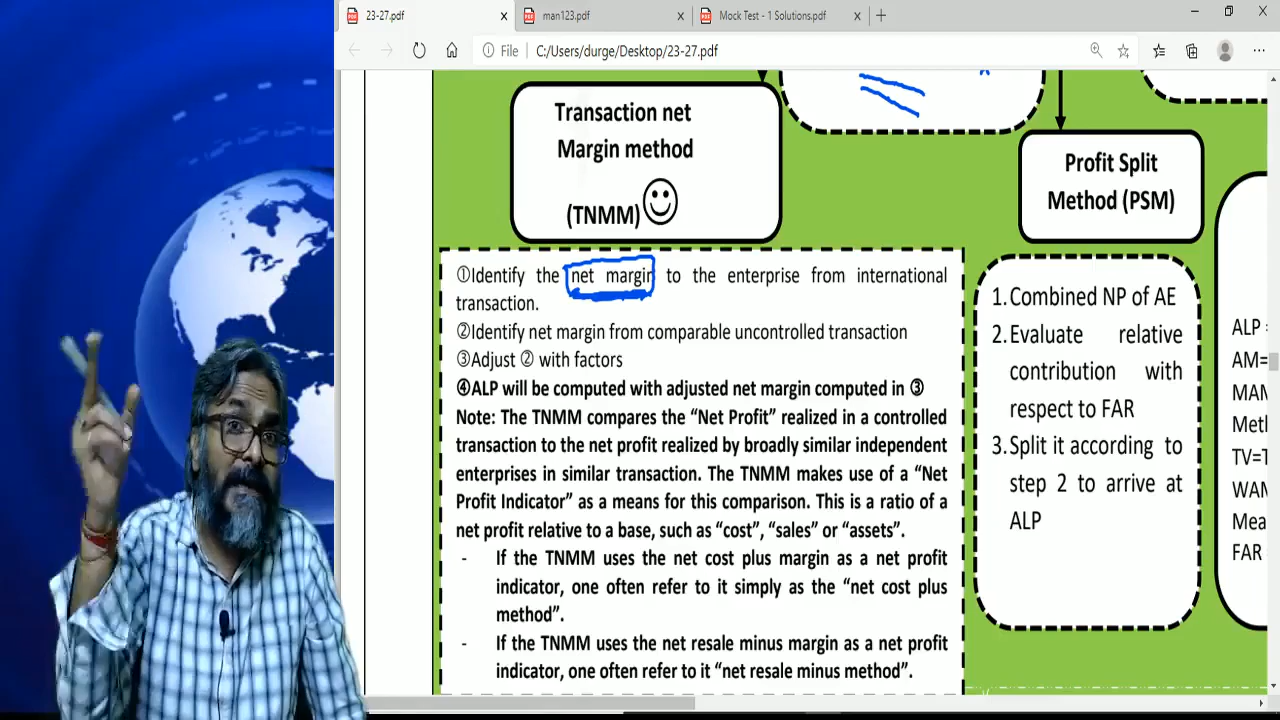 23-27.pdf
man123.pdf
Mock Test - 1 Solutions.pdf
File
C:/Users/durge/Desktop/23-27.pdf
Transaction net
Margin method
(TNMM)
①Identify the net margin to the enterprise from international
transaction.
②Identify net margin from comparable uncontrolled transaction
③Adjust ② with factors
④ALP will be computed with adjusted net margin computed in ③
Note: The TNMM compares the “Net Profit” realized in a controlled
transaction to the net profit realized by broadly similar independent
enterprises in similar transaction. The TNMM makes use of a “Net
Profit Indicator” as a means for this comparison. This is a ratio of a
net profit relative to a base, such as “cost”, “sales” or “assets”.
- If the TNMM uses the net cost plus margin as a net profit
indicator, one often refer to it simply as the “net cost plus
method”.
- If the TNMM uses the net resale minus margin as a net profit
indicator, one often refer to it “net resale minus method”.
Profit Split
Method (PSM)
1.Combined NP of AE
2.Evaluate relative
contribution with
respect to FAR
3.Split it according to
step 2 to arrive at
ALP
ALP =
AM=
MAM
Met
TV=T
WAM
Mea
FAR